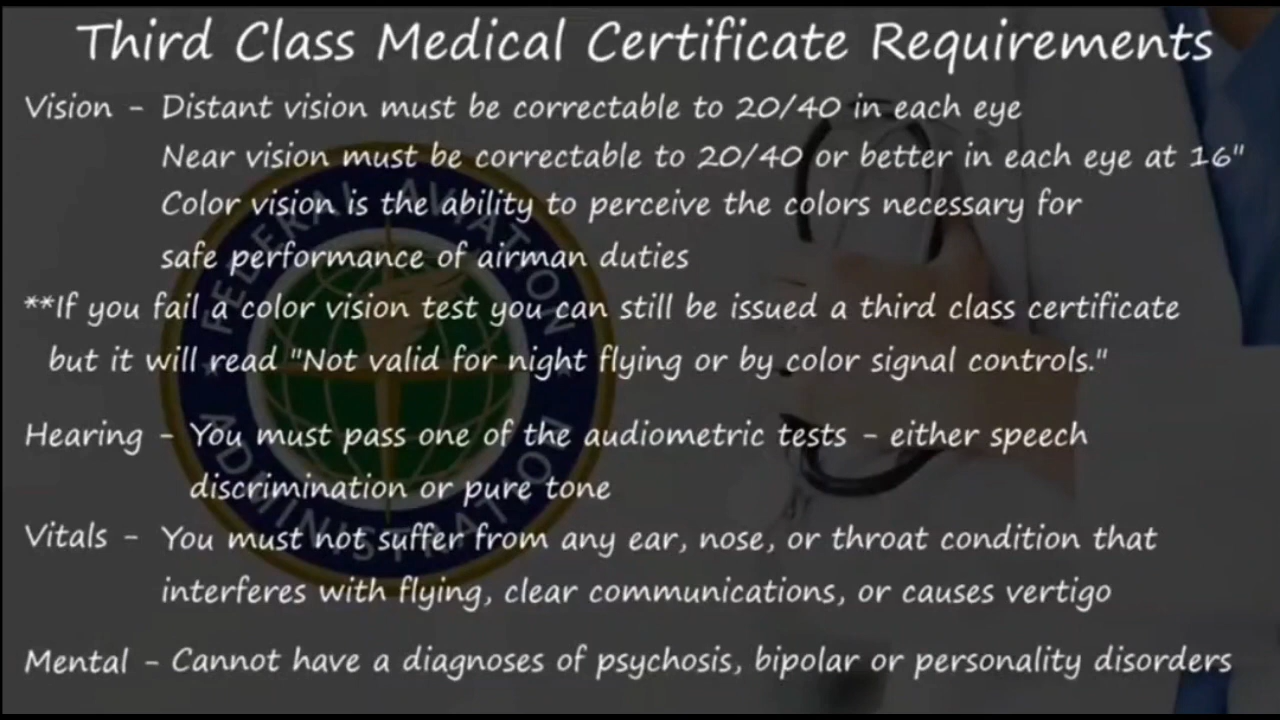 Third Class Medical Certificate Requirements
Vision - Distant vision must be correctable to 20/40 in each eye
Near vision must be correctable to 20/40 or better in each eye at 16"
Color vision is the ability to perceive the colors necessary for
safe performance of airman duties
**If you fail a color vision test you can still be issued a third class certificate
but it will read "Not valid for night flying or by color signal controls."
Hearing - You must pass one of the audiometric tests - either speech
discrimination or pure tone
Vitals - You must not suffer from any ear, nose, or throat condition that
interferes with flying, clear communications, or causes vertigo
Mental - Cannot have a diagnoses of psychosis, bipolar or personality disorders
FEDERAL AVIATION
ADMINISTRATION